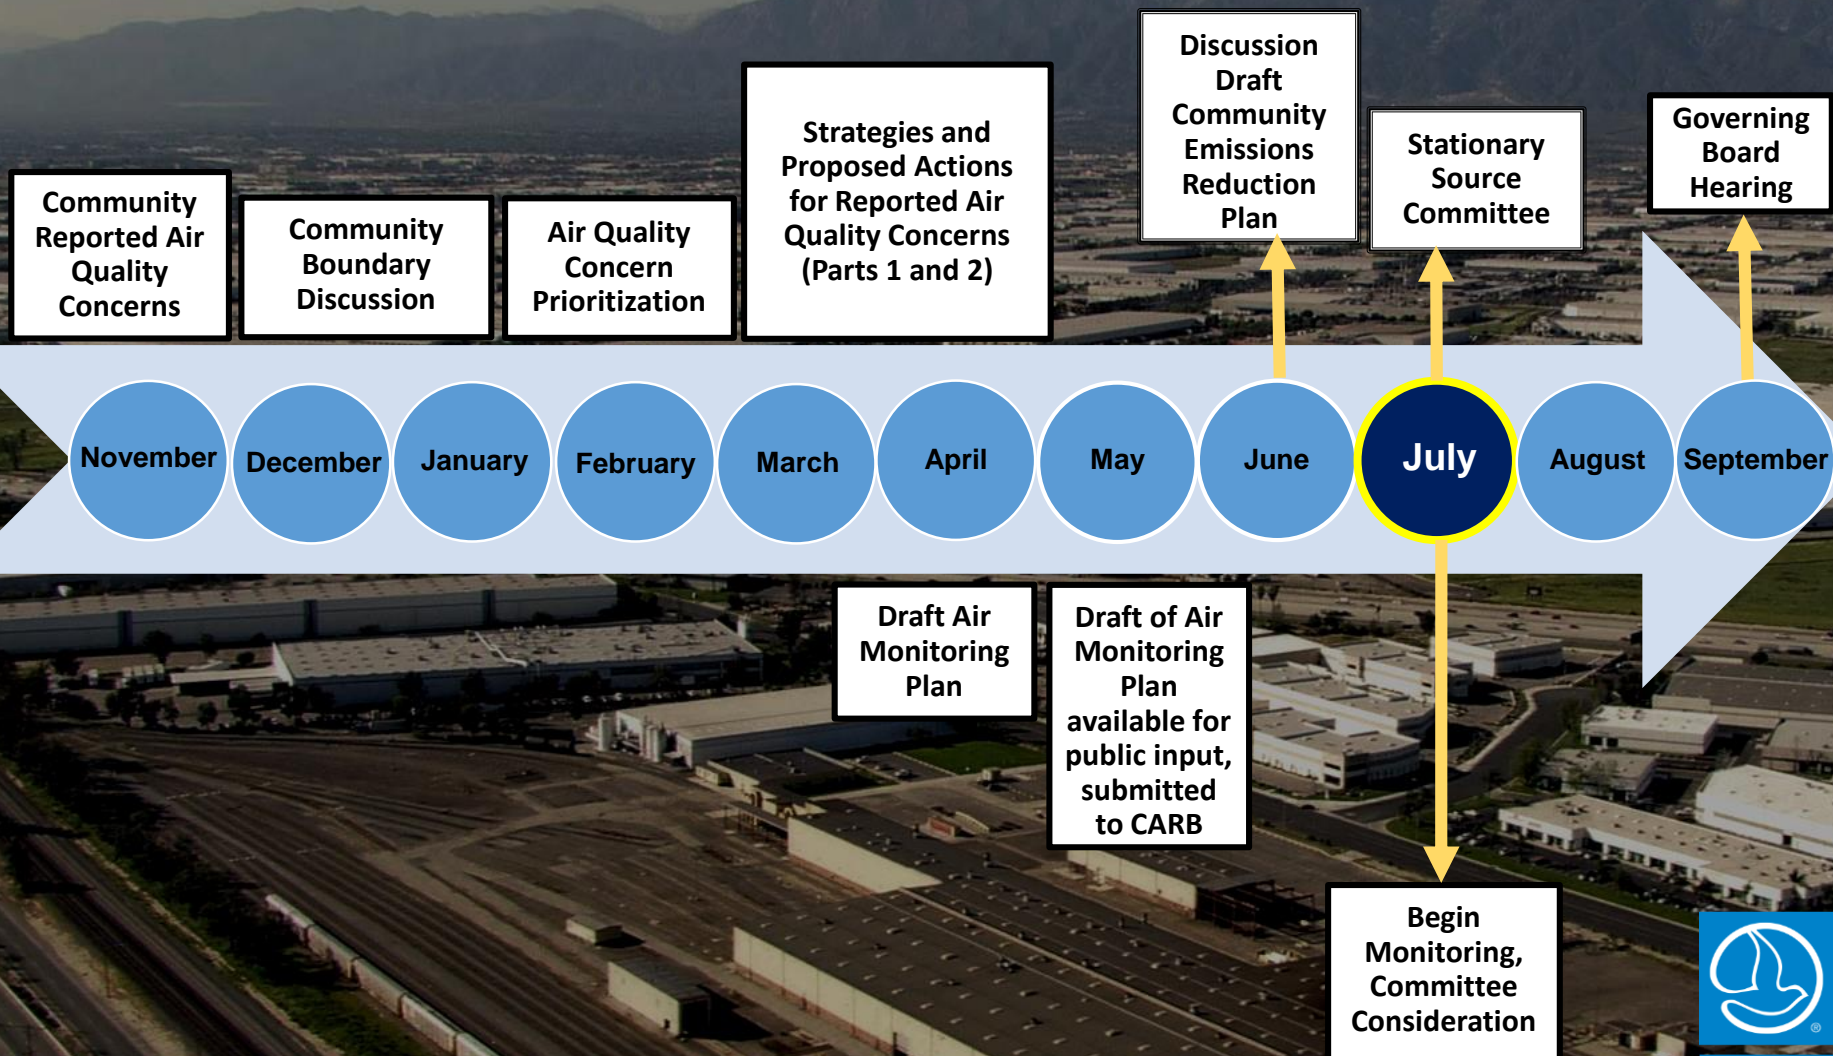 Community
Reported Air
Quality
Concerns
Community
Boundary
Discussion
Air Quality
Concern
Prioritization
Strategies and
Proposed Actions
for Reported Air
Quality Concerns
(Parts 1 and 2)
Discussion
Draft
Community
Emissions
Reduction
Plan
Stationary
Source
Committee
Governing
Board
Hearing
November
December
January
February
March
April
May
June
July
August
September
Draft Air
Monitoring
Plan
Draft of Air
Monitoring
Plan
available for
public input,
submitted
to CARB
Begin
Monitoring,
Committee
Consideration
®